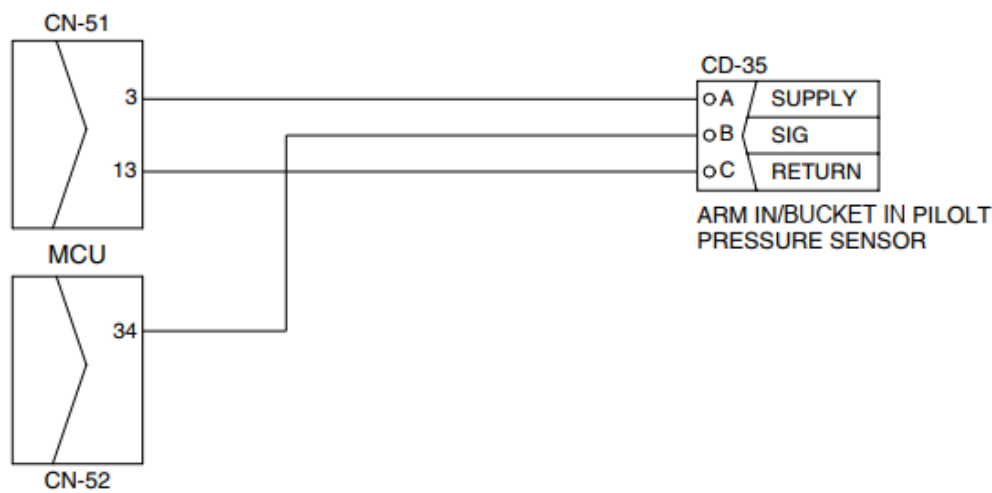 CN-51
CD-35
3
A SUPPLY
B SIG
13
C RETURN
ARM IN/BUCKET IN PILOLT
PRESSURE SENSOR
MCU
34
CN-52